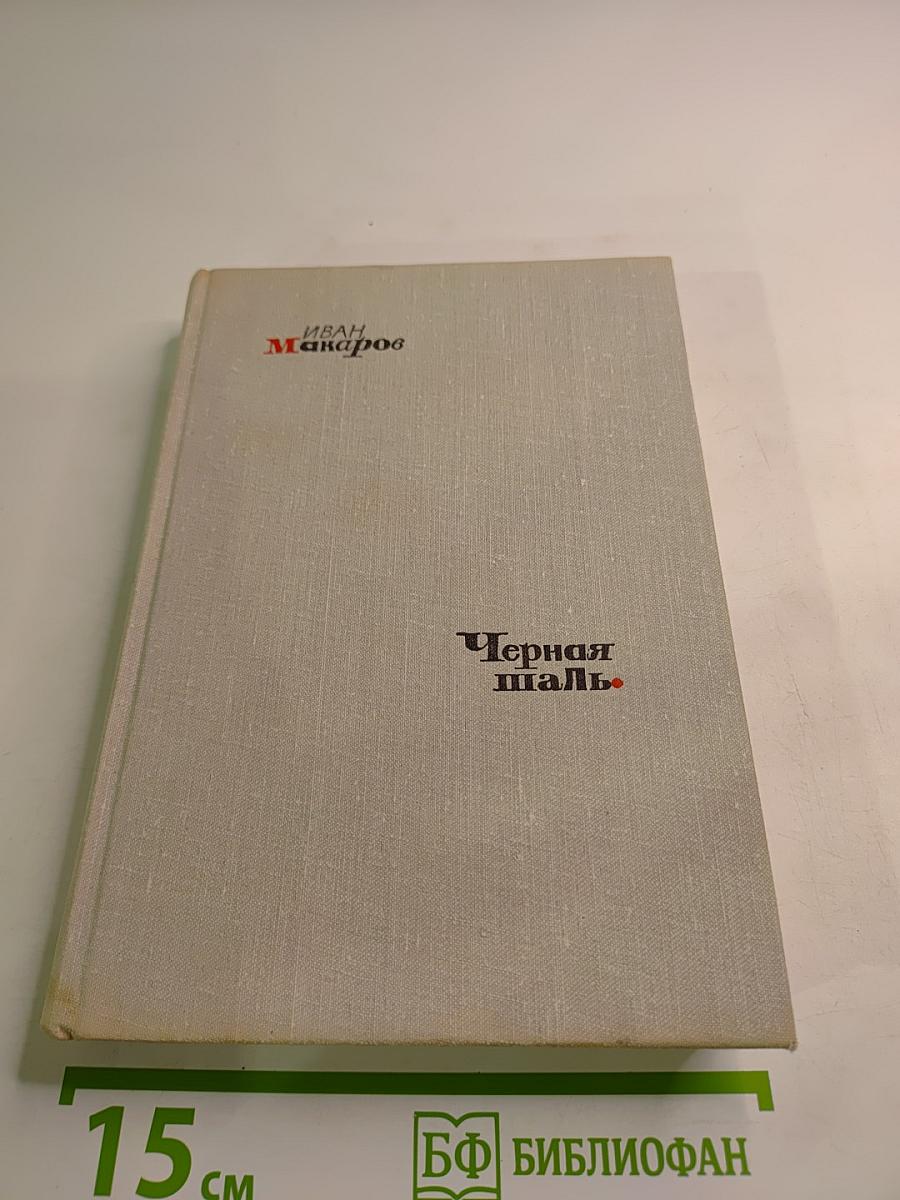 ИВАН
Макаров
Черная
шаль.
15 см
БФ БИБЛИОФАН